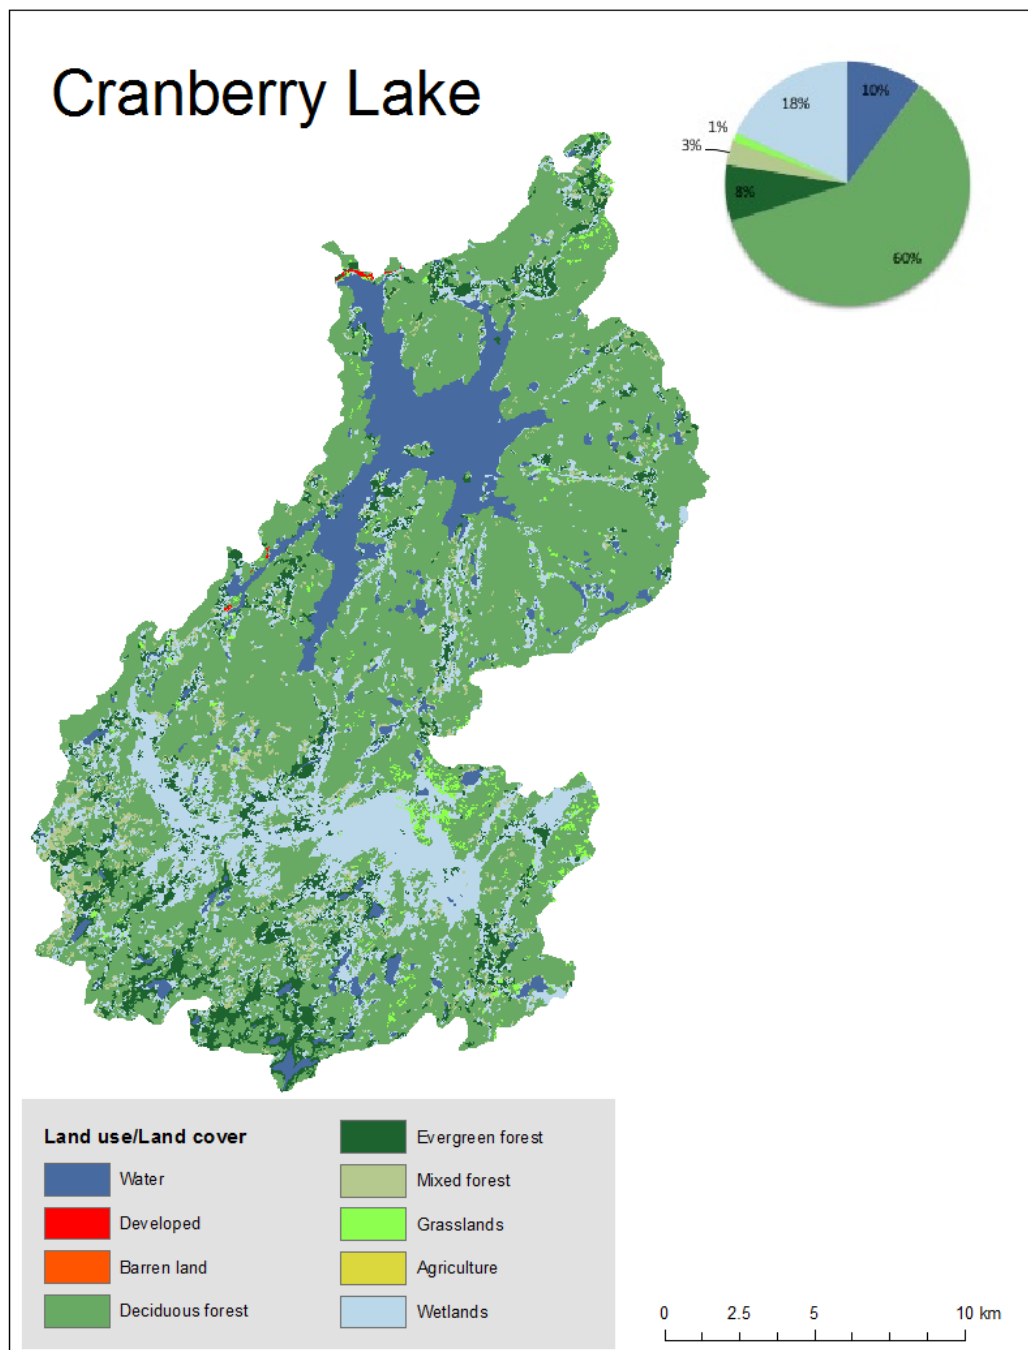 Cranberry Lake
10%
18%
1%
3%
8%
60%
Land use/Land cover
Water
Developed
Barren land
Deciduous forest
Evergreen forest
Mixed forest
Grasslands
Agriculture
Wetlands
0 2.5 5 10 km